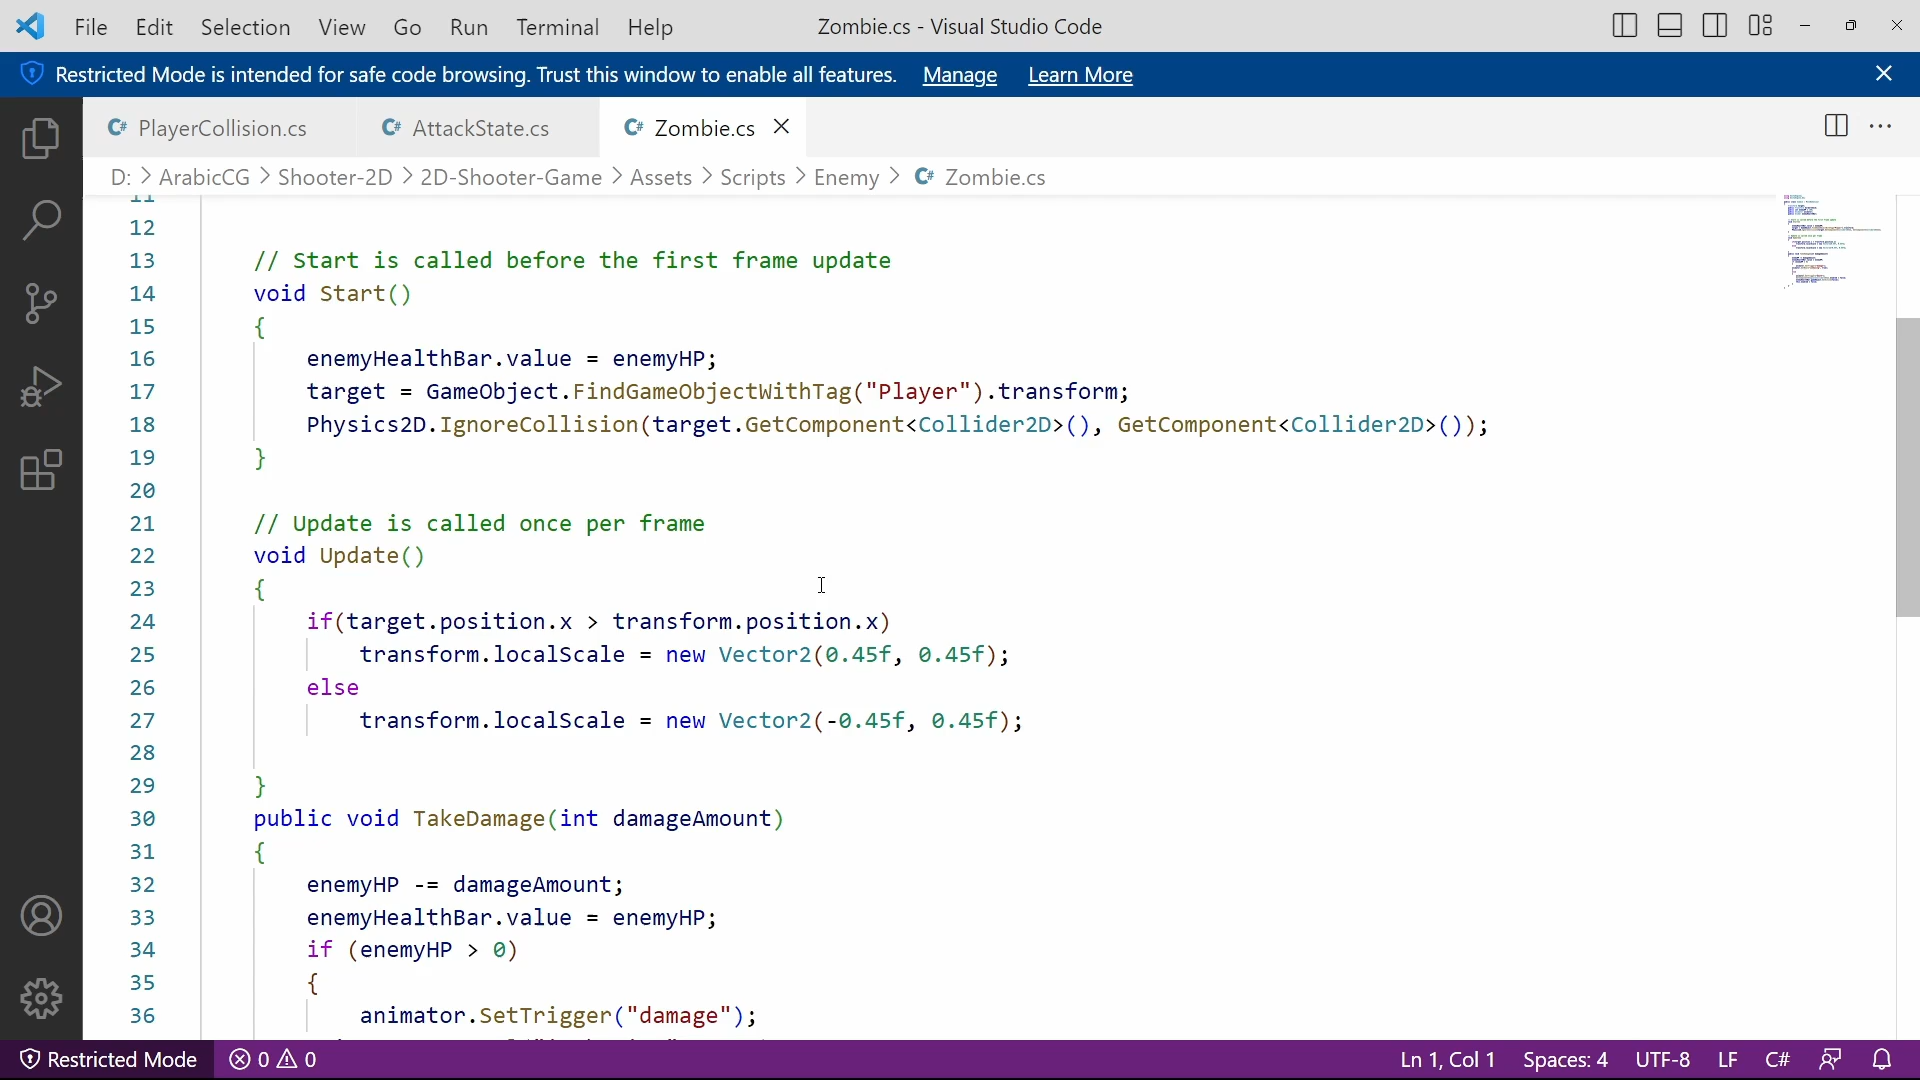 File Edit Selection View Go Run Terminal Help Zombie.cs - Visual Studio Code
Restricted Mode is intended for safe code browsing. Trust this window to enable all features. Manage Learn More
C# PlayerCollision.cs C# AttackState.cs C# Zombie.cs
D: > ArabicCG > Shooter-2D > 2D-Shooter-Game > Assets > Scripts > Enemy > C# Zombie.cs
11
12
13 // Start is called before the first frame update
14 void Start()
15 {
16 enemyHealthBar.value = enemyHP;
17 target = GameObject.FindGameObjectWithTag("Player").transform;
18 Physics2D.IgnoreCollision(target.GetComponent<Collider2D>(), GetComponent<Collider2D>());
19 }
20
21 // Update is called once per frame
22 void Update()
23 {
24 if(target.position.x > transform.position.x)
25 transform.localScale = new Vector2(0.45f, 0.45f);
26 else
27 transform.localScale = new Vector2(-0.45f, 0.45f);
28
29 }
30 public void TakeDamage(int damageAmount)
31 {
32 enemyHP -= damageAmount;
33 enemyHealthBar.value = enemyHP;
34 if (enemyHP > 0)
35 {
36 animator.SetTrigger("damage");
Restricted Mode 0 0 Ln 1, Col 1 Spaces: 4 UTF-8 LF C#